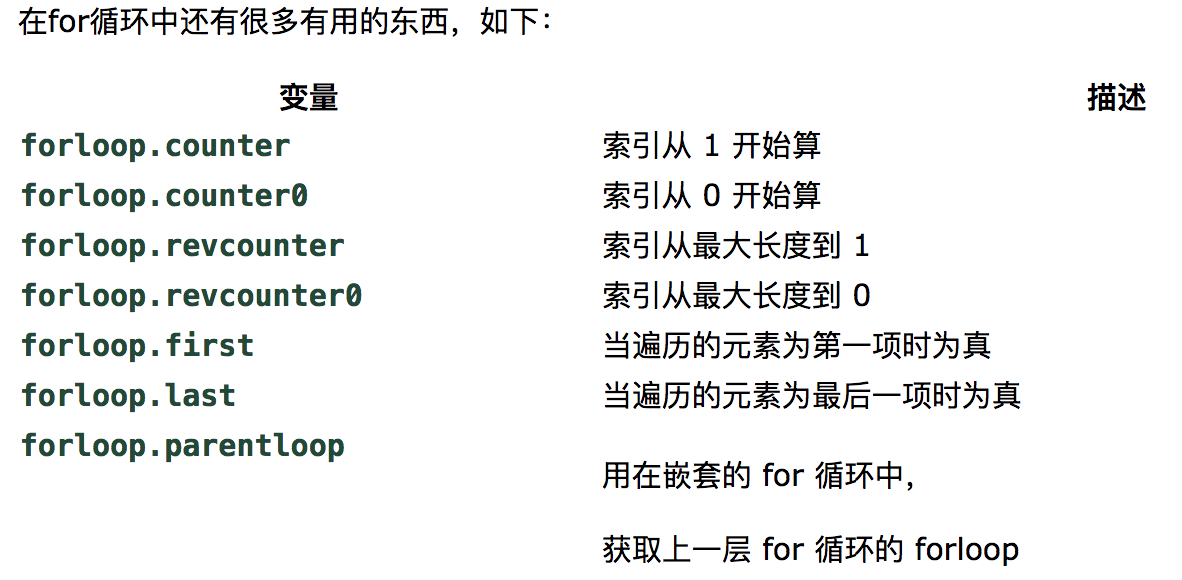 在for循环中还有很多有用的东西，如下：
变量 描述
forloop.counter 索引从 1 开始算
forloop.counter0 索引从 0 开始算
forloop.revcounter 索引从最大长度到 1
forloop.revcounter0 索引从最大长度到 0
forloop.first 当遍历的元素为第一项时为真
forloop.last 当遍历的元素为最后一项时为真
forloop.parentloop
用在嵌套的 for 循环中，
获取上一层 for 循环的 forloop